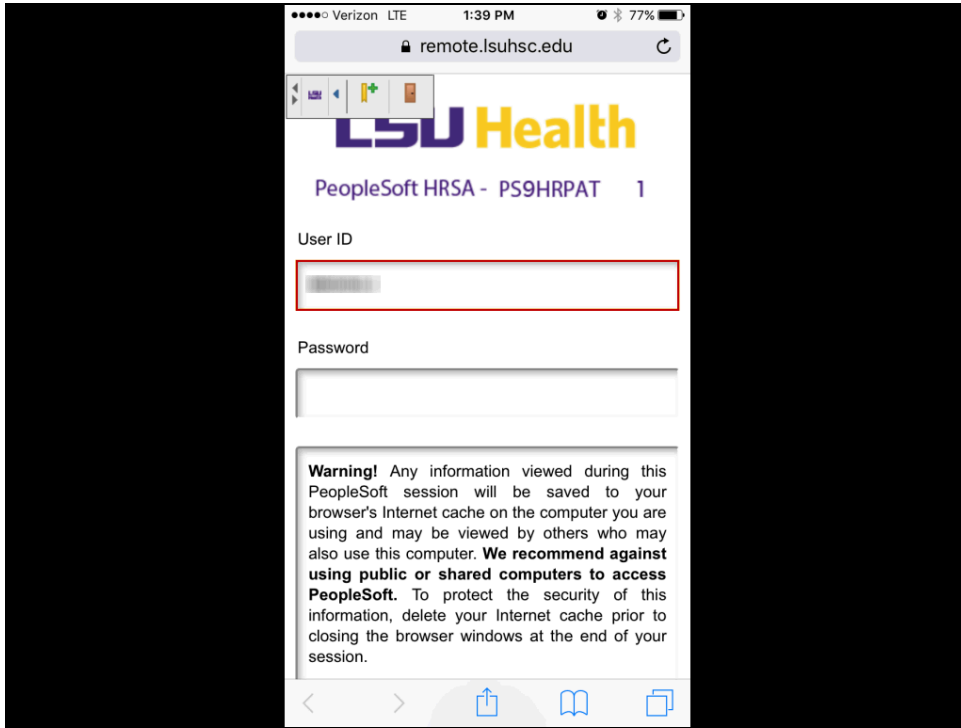 Verizon LTE 1:39 PM 77%
remote.lsuhsc.edu
LSU
LSU Health
PeopleSoft HRSA - PS9HRPAT 1
User ID
Password
Warning! Any information viewed during this
PeopleSoft session will be saved to your
browser's Internet cache on the computer you are
using and may be viewed by others who may
also use this computer. We recommend against
using public or shared computers to access
PeopleSoft. To protect the security of this
information, delete your Internet cache prior to
closing the browser windows at the end of your
session.